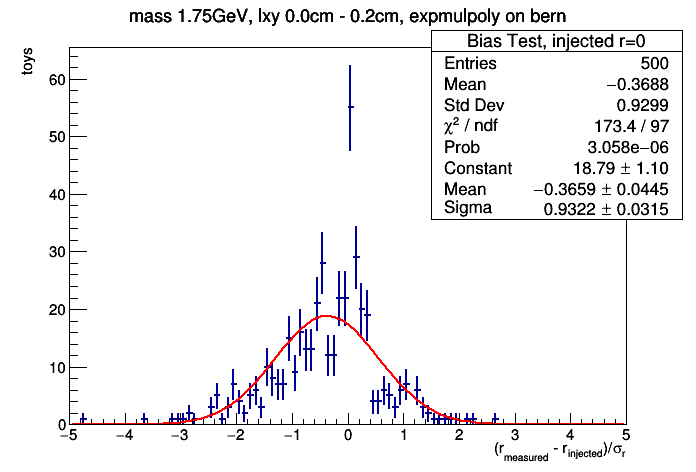 mass 1.75GeV, lxy 0.0cm - 0.2cm, expmulpoly on bern
toys
Bias Test, injected r=0
Entries 500
Mean −0.3688
Std Dev 0.9299
χ² / ndf 173.4 / 97
Prob 3.058e−06
Constant 18.79 ± 1.10
Mean −0.3659 ± 0.0445
Sigma 0.9322 ± 0.0315
60
50
40
30
20
10
0
−5 −4 −3 −2 −1 0 1 2 3 4 5
(r_measured - r_injected)/σ_r